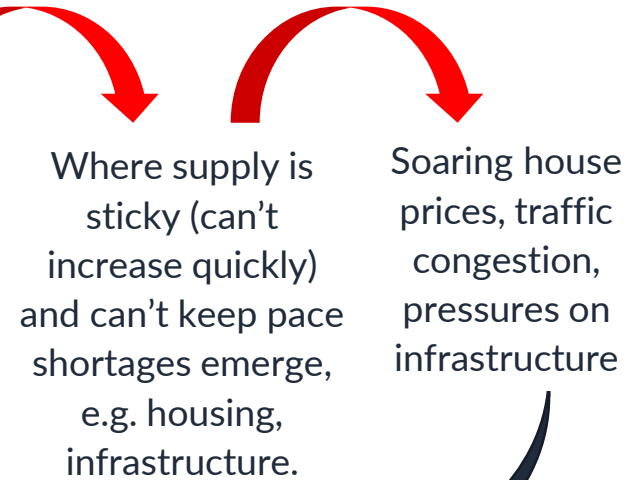 Where supply is
sticky (can’t
increase quickly)
and can’t keep pace
shortages emerge,
e.g. housing,
infrastructure.
Soaring house
prices, traffic
congestion,
pressures on
infrastructure